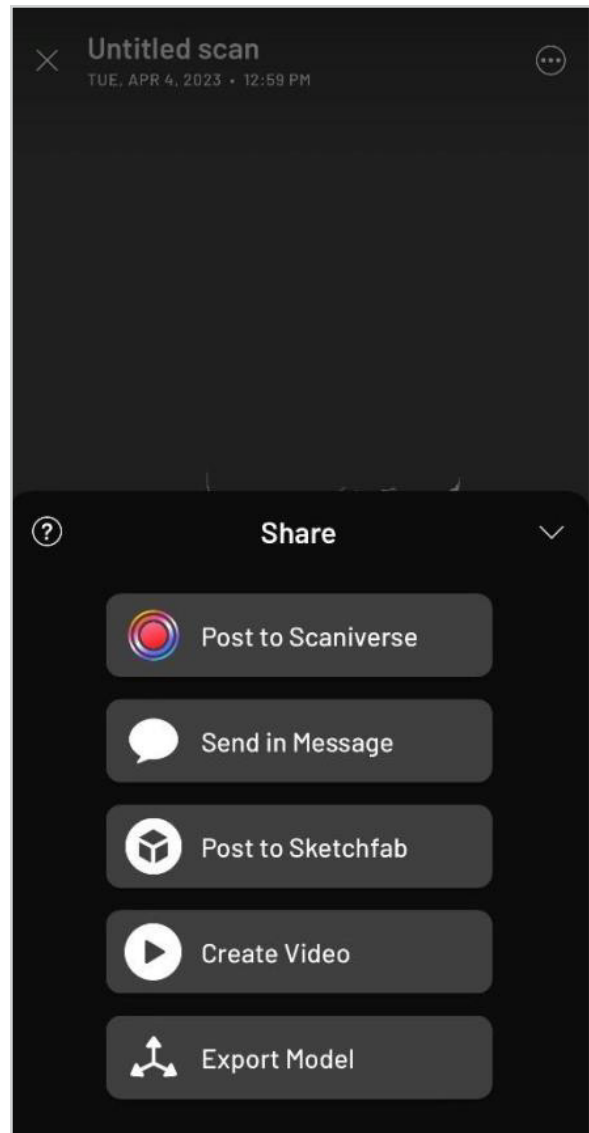 Untitled scan
TUE, APR 4, 2023 • 12:59 PM
Share
Post to Scaniverse
Send in Message
Post to Sketchfab
Create Video
Export Model